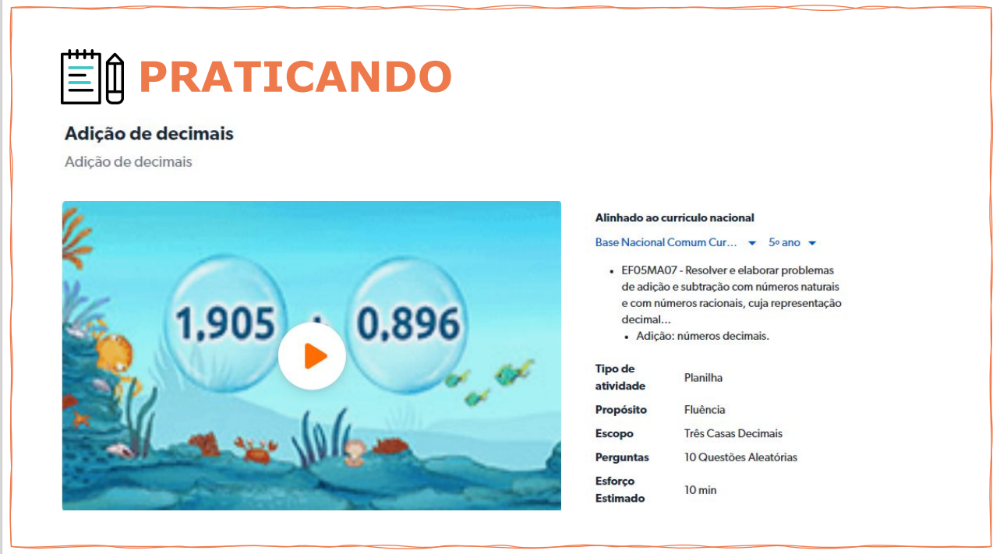 PRATICANDO
Adição de decimais
Adição de decimais
1,905 + 0,896
Alinhado ao currículo nacional
Base Nacional Comum Cur... 5º ano
• EF05MA07 - Resolver e elaborar problemas
de adição e subtração com números naturais
e com números racionais, cuja representação
decimal...
• Adição: números decimais.
Tipo de
atividade Planilha
Propósito Fluência
Escopo Três Casas Decimais
Perguntas 10 Questões Aleatórias
Esforço
Estimado 10 min